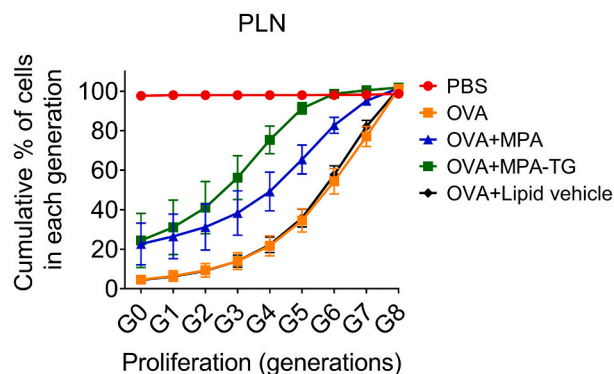 PLN
Cumulative % of cells
in each generation
100
80
60
40
20
0
G0
G1
G2
G3
G4
G5
G6
G7
G8
Proliferation (generations)
PBS
OVA
OVA+MPA
OVA+MPA-TG
OVA+Lipid vehicle